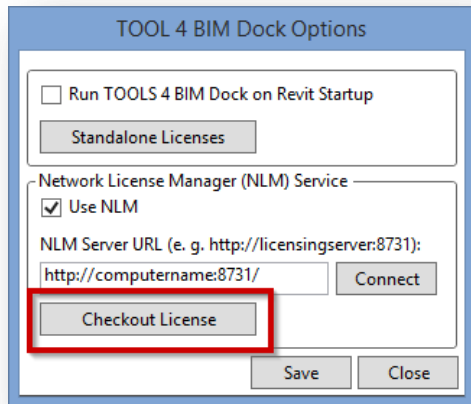 TOOL 4 BIM Dock Options
Run TOOLS 4 BIM Dock on Revit Startup
Standalone Licenses
Network License Manager (NLM) Service
Use NLM
NLM Server URL (e. g. http://licensingserver:8731):
http://computername:8731/ Connect
Checkout License
Save Close